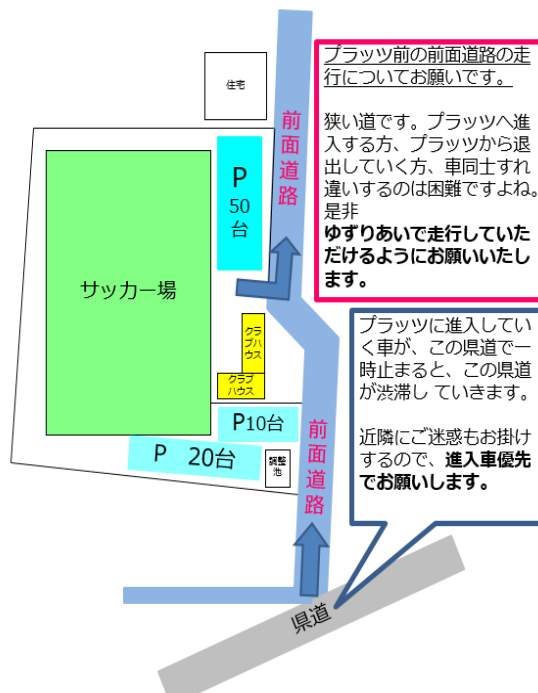 プラッツ前の前面道路の走
行についてお願いです。
狭い道です。プラッツへ進
入する方、プラッツから退
出していく方、車同士すれ
違いするのは困難ですよね。
是非
ゆずりあいで走行していた
だけるようにお願いいたし
ます。
住宅
前面道路
P
50
台
サッカー場
クラ
ブハ
ウス
クラブ
ハウス
P10台
P 20台
調整
池
前面道路
プラッツに進入してい
く車が、この県道で一
時止まると、この県道
が渋滞し ていきます。
近隣にご迷惑もお掛け
するので、進入車優先
でお願いします。
県道